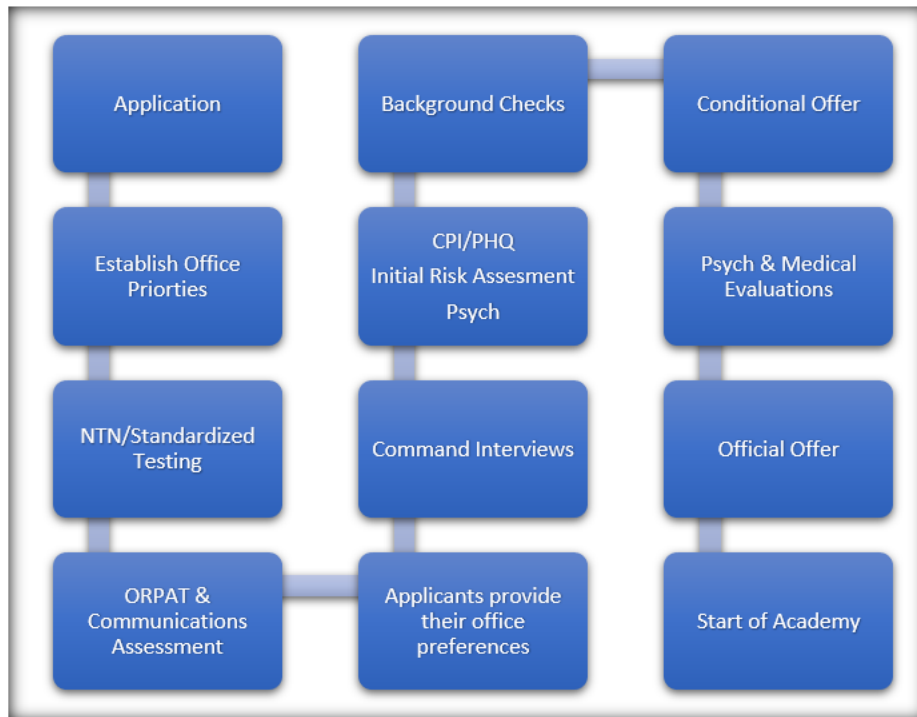 Application
Establish Office
Priorties
NTN/Standardized
Testing
ORPAT &
Communications
Assessment
Applicants provide
their office
preferences
Command Interviews
CPI/PHQ
Initial Risk Assesment
Psych
Background Checks
Conditional Offer
Psych & Medical
Evaluations
Official Offer
Start of Academy